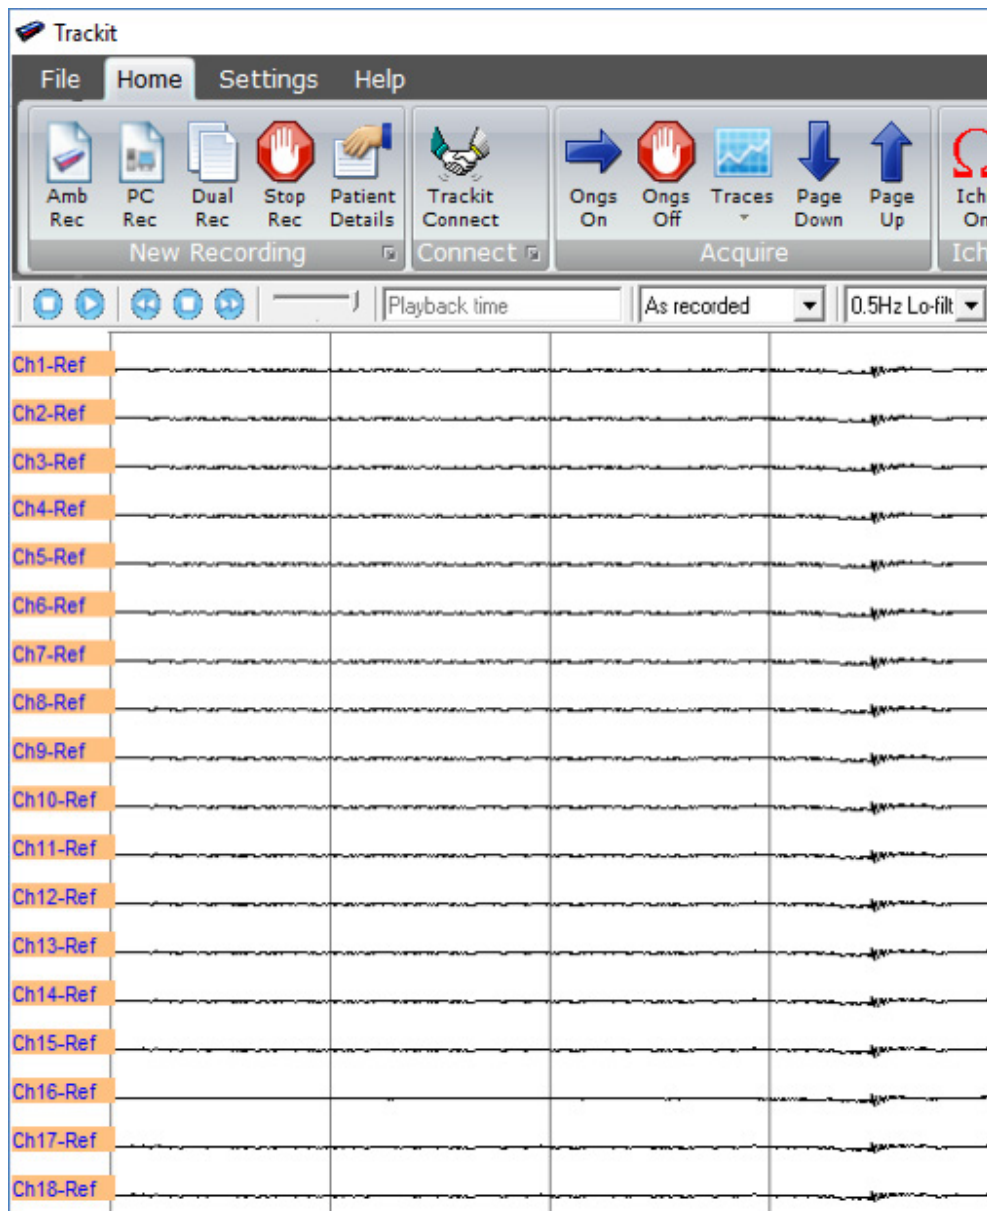 Trackit
File Home Settings Help
Amb Rec PC Rec Dual Rec Stop Rec Patient Details Trackit Connect Ongs On Ongs Off Traces Page Down Page Up
New Recording Connect Acquire
Playback time As recorded 0.5Hz Lo-filt
Ch1-Ref
Ch2-Ref
Ch3-Ref
Ch4-Ref
Ch5-Ref
Ch6-Ref
Ch7-Ref
Ch8-Ref
Ch9-Ref
Ch10-Ref
Ch11-Ref
Ch12-Ref
Ch13-Ref
Ch14-Ref
Ch15-Ref
Ch16-Ref
Ch17-Ref
Ch18-Ref